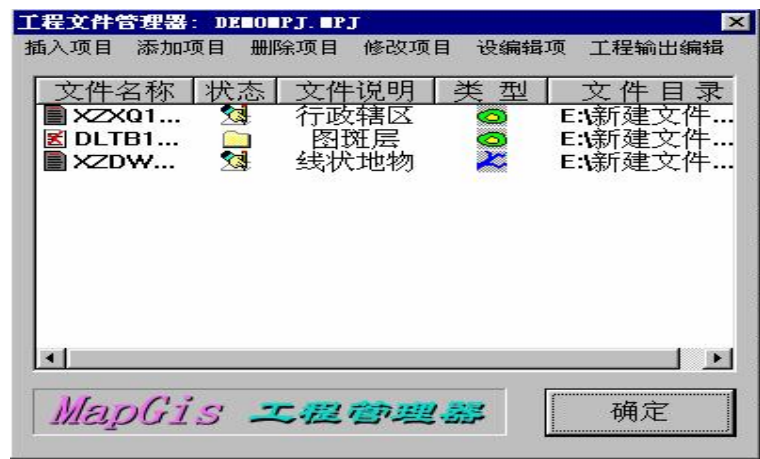 工程文件管理器: DEMOMPJ.MPJ
插入项目 添加项目 删除项目 修改项目 设编辑项 工程输出编辑
文件名称 状态 文件说明 类 型 文 件 目 录
XZXQ1... 行政辖区 E:\新建文件...
DLTB1... 图斑层 E:\新建文件...
XZDW... 线状地物 E:\新建文件...
MapGis 工程管理器 确定